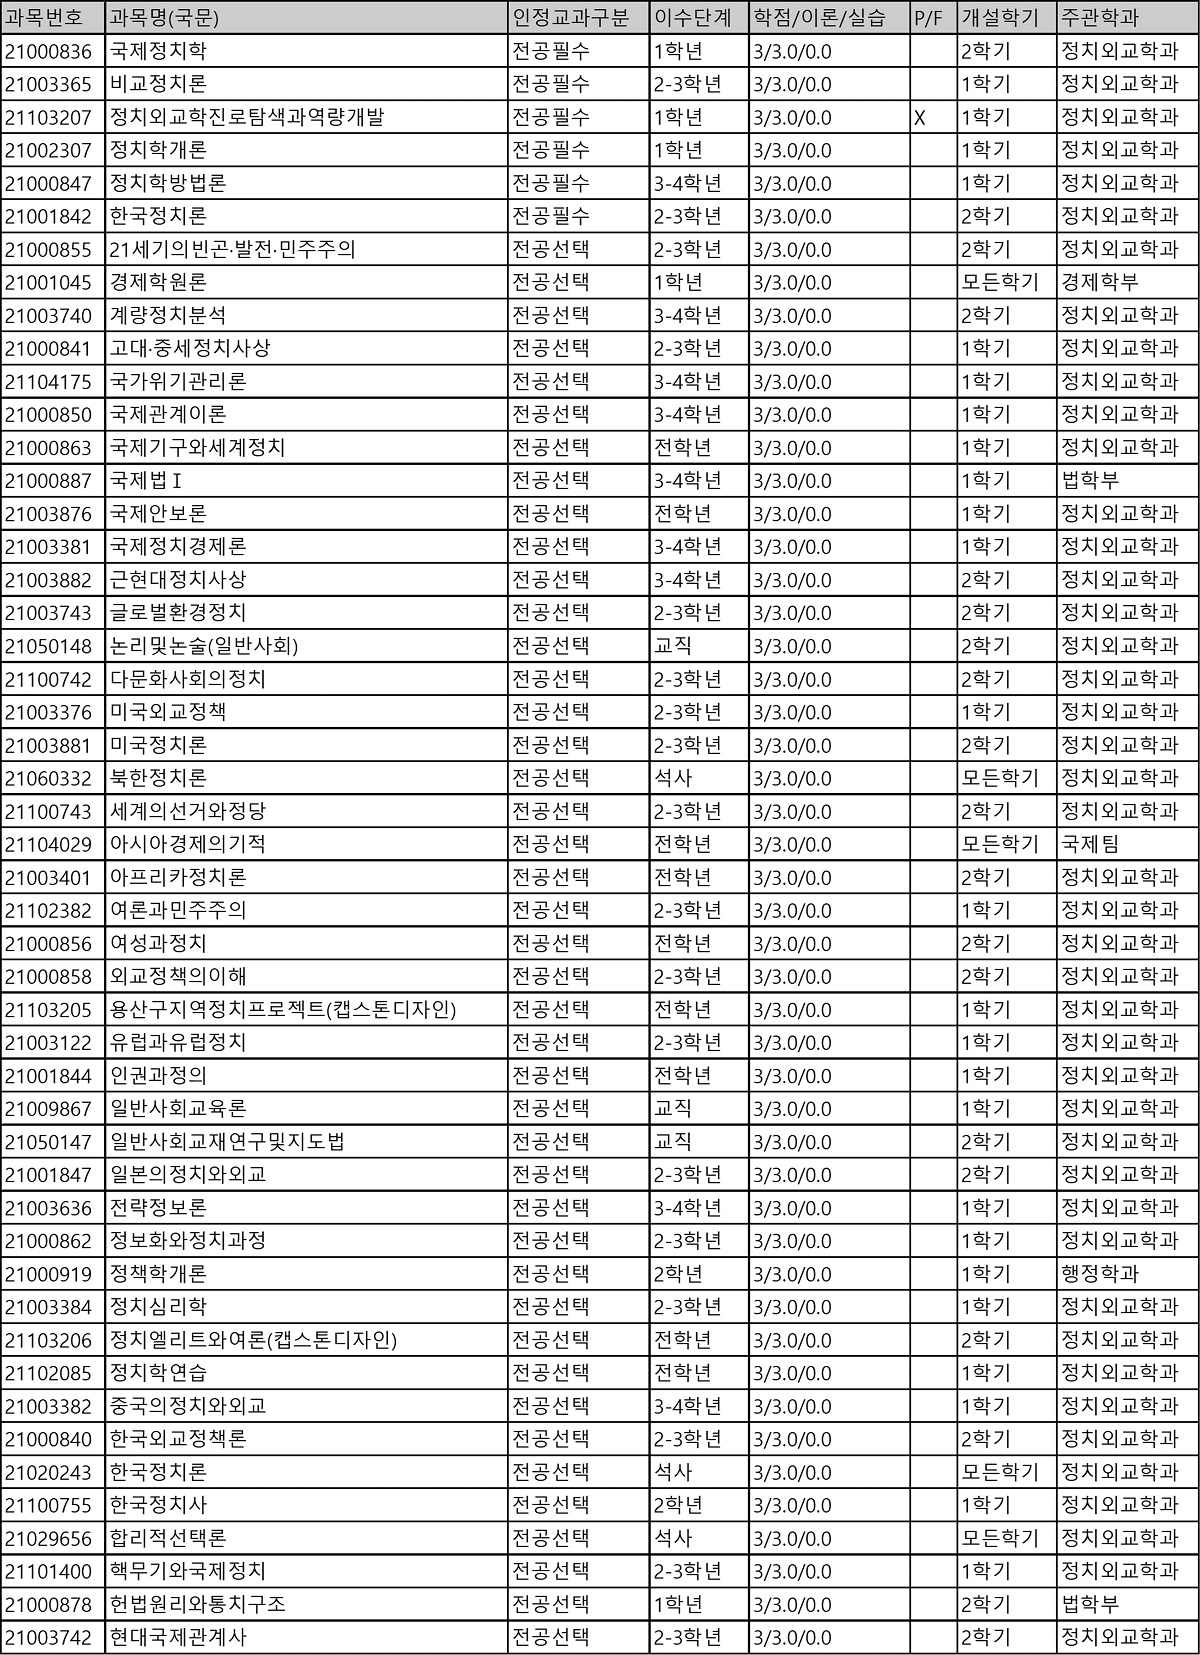 과목번호 과목명(국문) 인정교과구분 이수단계 학점/이론/실습 P/F 개설학기 주관학과
21000836 국제정치학 전공필수 1학년 3/3.0/0.0 2학기 정치외교학과
21003365 비교정치론 전공필수 2-3학년 3/3.0/0.0 1학기 정치외교학과
21103207 정치외교학진로탐색과역량개발 전공필수 1학년 3/3.0/0.0 X 1학기 정치외교학과
21002307 정치학개론 전공필수 1학년 3/3.0/0.0 1학기 정치외교학과
21000847 정치학방법론 전공필수 3-4학년 3/3.0/0.0 1학기 정치외교학과
21001842 한국정치론 전공필수 2-3학년 3/3.0/0.0 2학기 정치외교학과
21000855 21세기의빈곤·발전·민주주의 전공선택 2-3학년 3/3.0/0.0 2학기 정치외교학과
21001045 경제학원론 전공선택 1학년 3/3.0/0.0 모든학기 경제학부
21003740 계량정치분석 전공선택 3-4학년 3/3.0/0.0 2학기 정치외교학과
21000841 고대·중세정치사상 전공선택 2-3학년 3/3.0/0.0 1학기 정치외교학과
21104175 국가위기관리론 전공선택 3-4학년 3/3.0/0.0 1학기 정치외교학과
21000850 국제관계이론 전공선택 3-4학년 3/3.0/0.0 1학기 정치외교학과
21000863 국제기구와세계정치 전공선택 전학년 3/3.0/0.0 1학기 정치외교학과
21000887 국제법Ⅰ 전공선택 3-4학년 3/3.0/0.0 1학기 법학부
21003876 국제안보론 전공선택 전학년 3/3.0/0.0 1학기 정치외교학과
21003381 국제정치경제론 전공선택 3-4학년 3/3.0/0.0 1학기 정치외교학과
21003882 근현대정치사상 전공선택 3-4학년 3/3.0/0.0 2학기 정치외교학과
21003743 글로벌환경정치 전공선택 2-3학년 3/3.0/0.0 2학기 정치외교학과
21050148 논리및논술(일반사회) 전공선택 교직 3/3.0/0.0 2학기 정치외교학과
21100742 다문화사회의정치 전공선택 2-3학년 3/3.0/0.0 2학기 정치외교학과
21003376 미국외교정책 전공선택 2-3학년 3/3.0/0.0 1학기 정치외교학과
21003881 미국정치론 전공선택 2-3학년 3/3.0/0.0 2학기 정치외교학과
21060332 북한정치론 전공선택 석사 3/3.0/0.0 모든학기 정치외교학과
21100743 세계의선거와정당 전공선택 2-3학년 3/3.0/0.0 2학기 정치외교학과
21104029 아시아경제의기적 전공선택 전학년 3/3.0/0.0 모든학기 국제팀
21003401 아프리카정치론 전공선택 전학년 3/3.0/0.0 2학기 정치외교학과
21102382 여론과민주주의 전공선택 2-3학년 3/3.0/0.0 1학기 정치외교학과
21000856 여성과정치 전공선택 전학년 3/3.0/0.0 2학기 정치외교학과
21000858 외교정책의이해 전공선택 2-3학년 3/3.0/0.0 2학기 정치외교학과
21103205 용산구지역정치프로젝트(캡스톤디자인) 전공선택 전학년 3/3.0/0.0 1학기 정치외교학과
21003122 유럽과유럽정치 전공선택 2-3학년 3/3.0/0.0 1학기 정치외교학과
21001844 인권과정의 전공선택 전학년 3/3.0/0.0 1학기 정치외교학과
21009867 일반사회교육론 전공선택 교직 3/3.0/0.0 1학기 정치외교학과
21050147 일반사회교재연구및지도법 전공선택 교직 3/3.0/0.0 2학기 정치외교학과
21001847 일본의정치와외교 전공선택 2-3학년 3/3.0/0.0 2학기 정치외교학과
21003636 전략정보론 전공선택 3-4학년 3/3.0/0.0 1학기 정치외교학과
21000862 정보화와정치과정 전공선택 2-3학년 3/3.0/0.0 1학기 정치외교학과
21000919 정책학개론 전공선택 2학년 3/3.0/0.0 1학기 행정학과
21003384 정치심리학 전공선택 2-3학년 3/3.0/0.0 1학기 정치외교학과
21103206 정치엘리트와여론(캡스톤디자인) 전공선택 전학년 3/3.0/0.0 2학기 정치외교학과
21102085 정치학연습 전공선택 전학년 3/3.0/0.0 1학기 정치외교학과
21003382 중국의정치와외교 전공선택 3-4학년 3/3.0/0.0 1학기 정치외교학과
21000840 한국외교정책론 전공선택 2-3학년 3/3.0/0.0 2학기 정치외교학과
21020243 한국정치론 전공선택 석사 3/3.0/0.0 모든학기 정치외교학과
21100755 한국정치사 전공선택 2학년 3/3.0/0.0 1학기 정치외교학과
21029656 합리적선택론 전공선택 석사 3/3.0/0.0 모든학기 정치외교학과
21101400 핵무기와국제정치 전공선택 2-3학년 3/3.0/0.0 1학기 정치외교학과
21000878 헌법원리와통치구조 전공선택 1학년 3/3.0/0.0 2학기 법학부
21003742 현대국제관계사 전공선택 2-3학년 3/3.0/0.0 2학기 정치외교학과